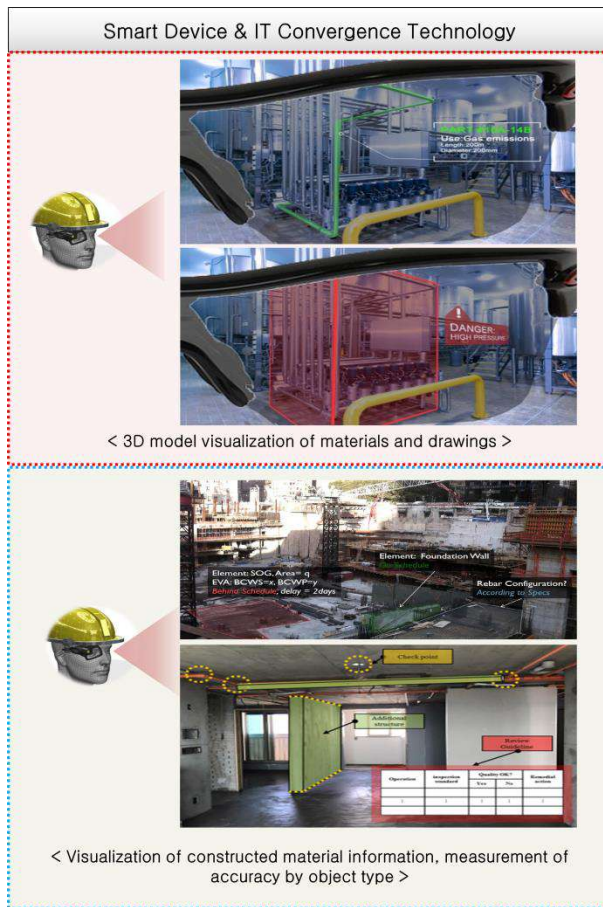 Smart Device & IT Convergence Technology
Use: Gas emissions
Length: 200m
Diameter: 200mm
DANGER:
HIGH PRESSURE
< 3D model visualization of materials and drawings >
Element: SOG, Area= q
EVA: BCWS=x, BCWP=y
Behind Schedule, delay = 2days
Element: Foundation Wall
On Schedule
Rebar Configuration?
According to Specs
Check point
Additional
structure
Review
Guideline
Operation
inspection
standard
Quality OK?
Yes
No
Remedial
action
< Visualization of constructed material information, measurement of
accuracy by object type >